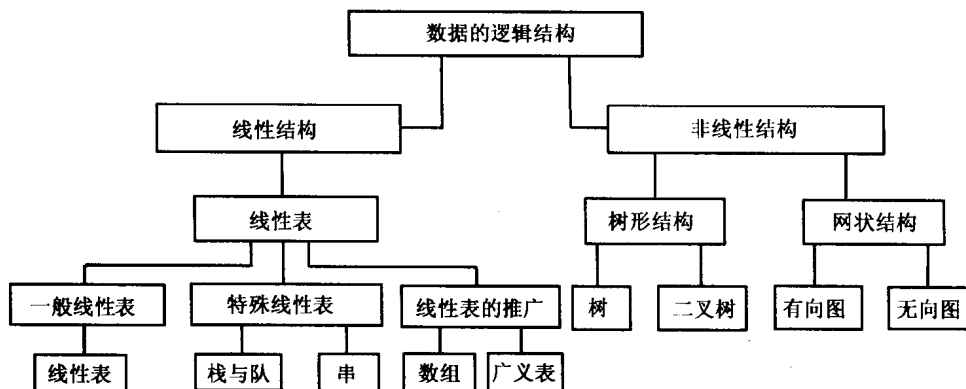 数据的逻辑结构
线性结构
非线性结构
线性表
树形结构
网状结构
一般线性表
特殊线性表
线性表的推广
树
二叉树
有向图
无向图
线性表
栈与队
串
数组
广义表